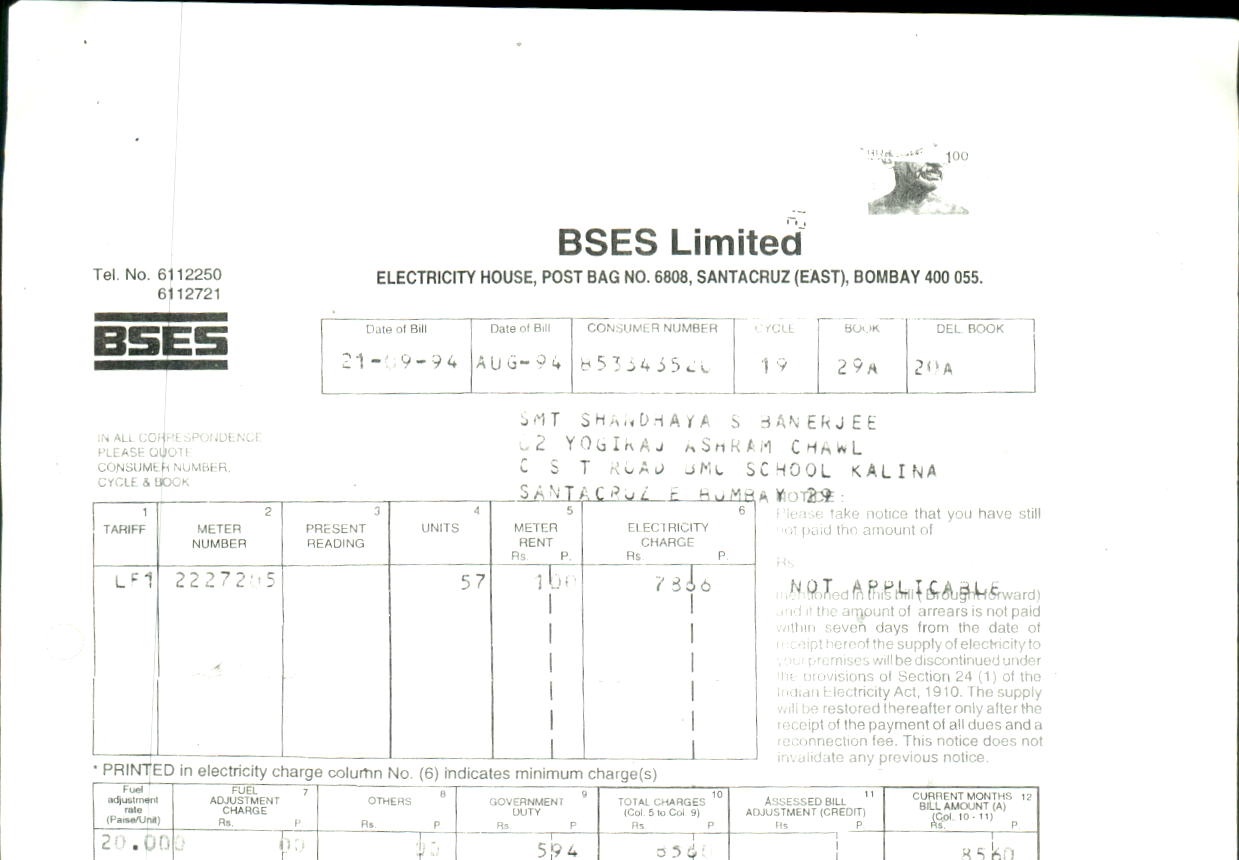 100
BSES Limited
Tel. No. 6112250
6112721
ELECTRICITY HOUSE, POST BAG NO. 6808, SANTACRUZ (EAST), BOMBAY 400 055.
BSES
Date of Bill Date of Bill CONSUMER NUMBER CYCLE BOOK DEL. BOOK
21-09-94 AUG-94 19 29A 20A
SMT SHANDHAYA S BANERJEE
YOGIRAJ ASHRAM CHAWL
C S T ROAD BMC SCHOOL KALINA
SANTACRUZ E BOMBAY 29
IN ALL CORRESPONDENCE
PLEASE QUOTE
CONSUMER NUMBER,
CYCLE & BOOK
NOTICE :
Please take notice that you have still
not paid the amount of
Rs.
NOT APPLICABLE
mentioned in this bill (Brought forward)
and if the amount of arrears is not paid
within seven days from the date of
receipt hereof the supply of electricity to
your premises will be discontinued under
the provisions of Section 24 (1) of the
Indian Electricity Act, 1910. The supply
will be restored thereafter only after the
receipt of the payment of all dues and a
reconnection fee. This notice does not
invalidate any previous notice.
1 2 3 4 5 6
TARIFF METER NUMBER PRESENT READING UNITS METER RENT Rs. P. ELECTRICITY CHARGE Rs P.
LF1 57 1 00 78 66
* PRINTED in electricity charge column No. (6) indicates minimum charge(s)
Fuel adjustment rate (Paise/Unit) FUEL ADJUSTMENT CHARGE Rs. P 7 OTHERS Rs. P 8 GOVERNMENT DUTY Rs P 9 TOTAL CHARGES (Col. 5 to Col. 9) Rs P 10 ASSESSED BILL ADJUSTMENT (CREDIT) Rs P 11 CURRENT MONTHS BILL AMOUNT (A) (Col. 10 - 11) Rs. P 12
20.000 00 00 5 94 85 60 85 60